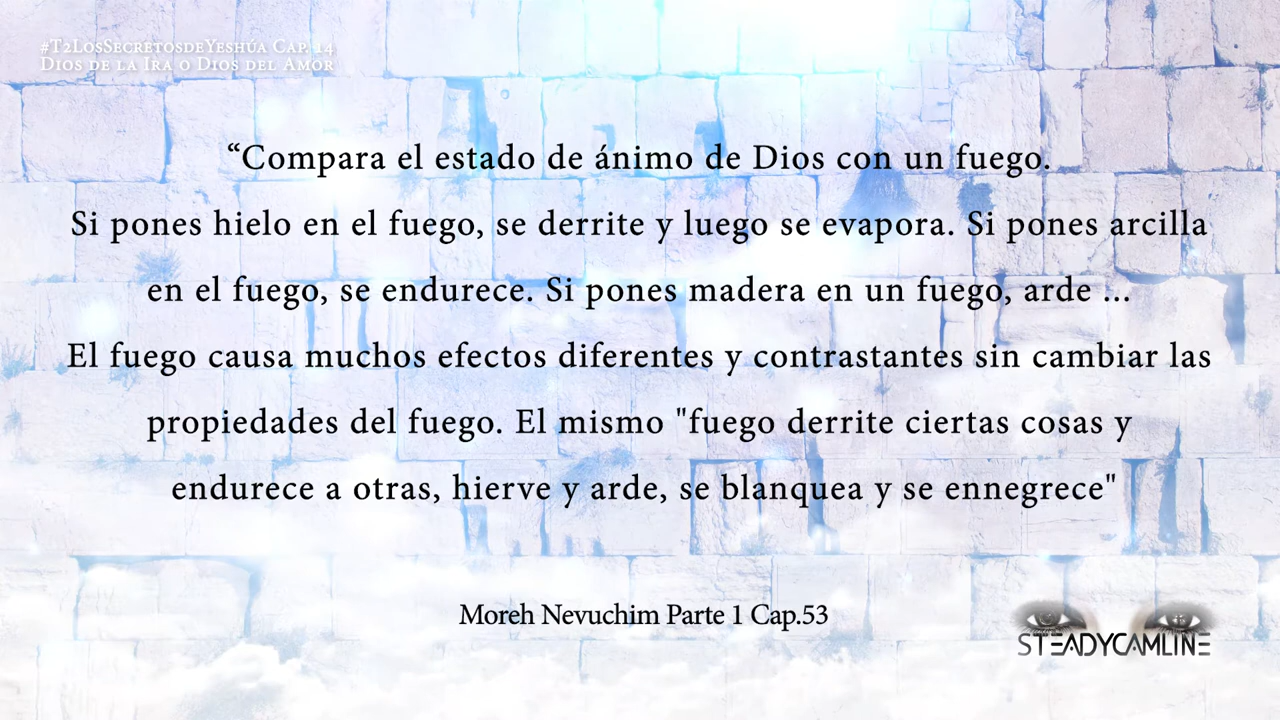 #T2LosSecretosdeYeshúa Cap. 14
Dios de la Ira o Dios del Amor
“Compara el estado de ánimo de Dios con un fuego.
Si pones hielo en el fuego, se derrite y luego se evapora. Si pones arcilla
en el fuego, se endurece. Si pones madera en un fuego, arde ...
El fuego causa muchos efectos diferentes y contrastantes sin cambiar las
propiedades del fuego. El mismo "fuego derrite ciertas cosas y
endurece a otras, hierve y arde, se blanquea y se ennegrece"
Moreh Nevuchim Parte 1 Cap.53
STEADYCAMLINE